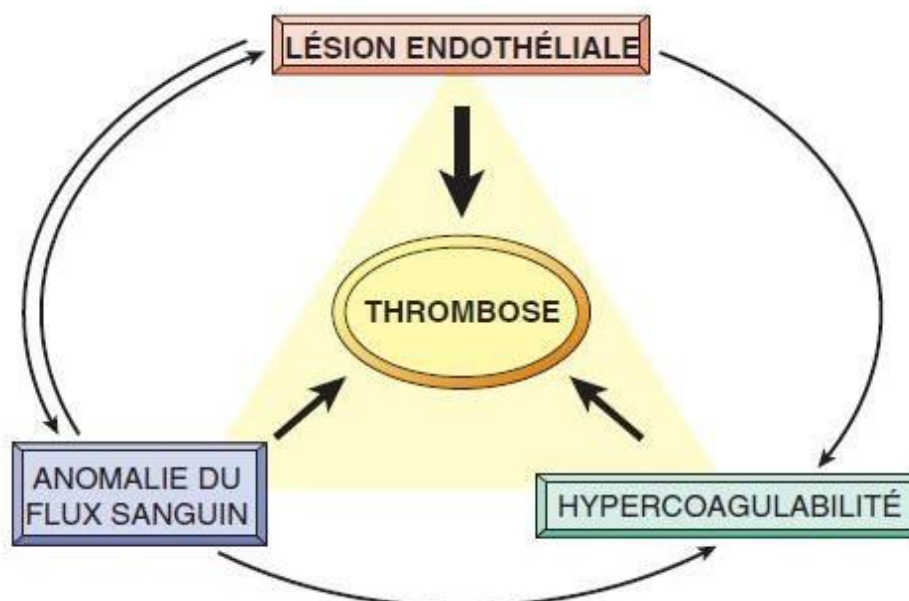 LÉSION ENDOTHÉLIALE
THROMBOSE
ANOMALIE DU
FLUX SANGUIN
HYPERCOAGULABILITÉ